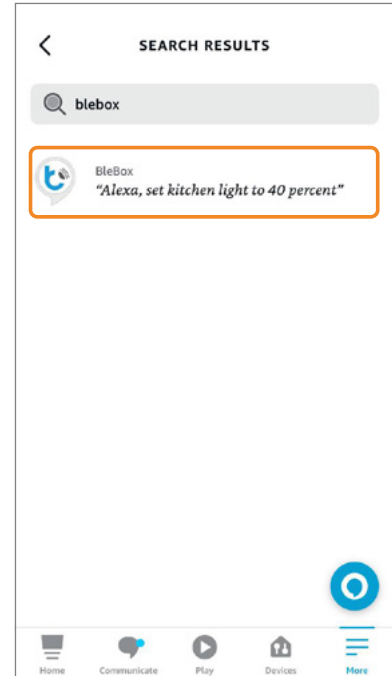 SEARCH RESULTS
blebox
BleBox
“Alexa, set kitchen light to 40 percent”
Home Communicate Play Devices More